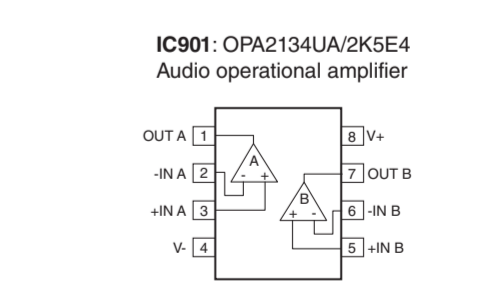 IC901: OPA2134UA/2K5E4
Audio operational amplifier
OUT A 1
8 V+
A
- +
-IN A 2
7 OUT B
B
+ -
+IN A 3
6 -IN B
V- 4
5 +IN B